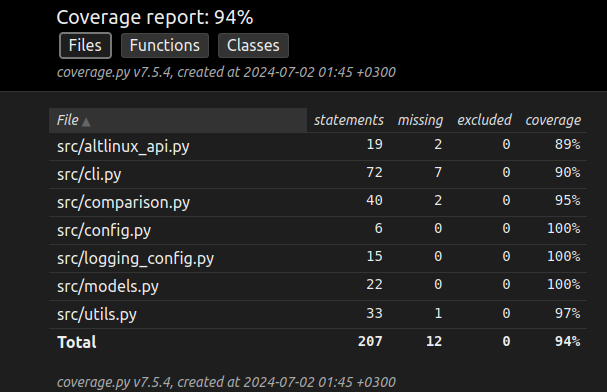 Coverage report: 94%
Files Functions Classes
coverage.py v7.5.4, created at 2024-07-02 01:45 +0300
File ▲ statements missing excluded coverage
src/altlinux_api.py 19 2 0 89%
src/cli.py 72 7 0 90%
src/comparison.py 40 2 0 95%
src/config.py 6 0 0 100%
src/logging_config.py 15 0 0 100%
src/models.py 22 0 0 100%
src/utils.py 33 1 0 97%
Total 207 12 0 94%
coverage.py v7.5.4, created at 2024-07-02 01:45 +0300